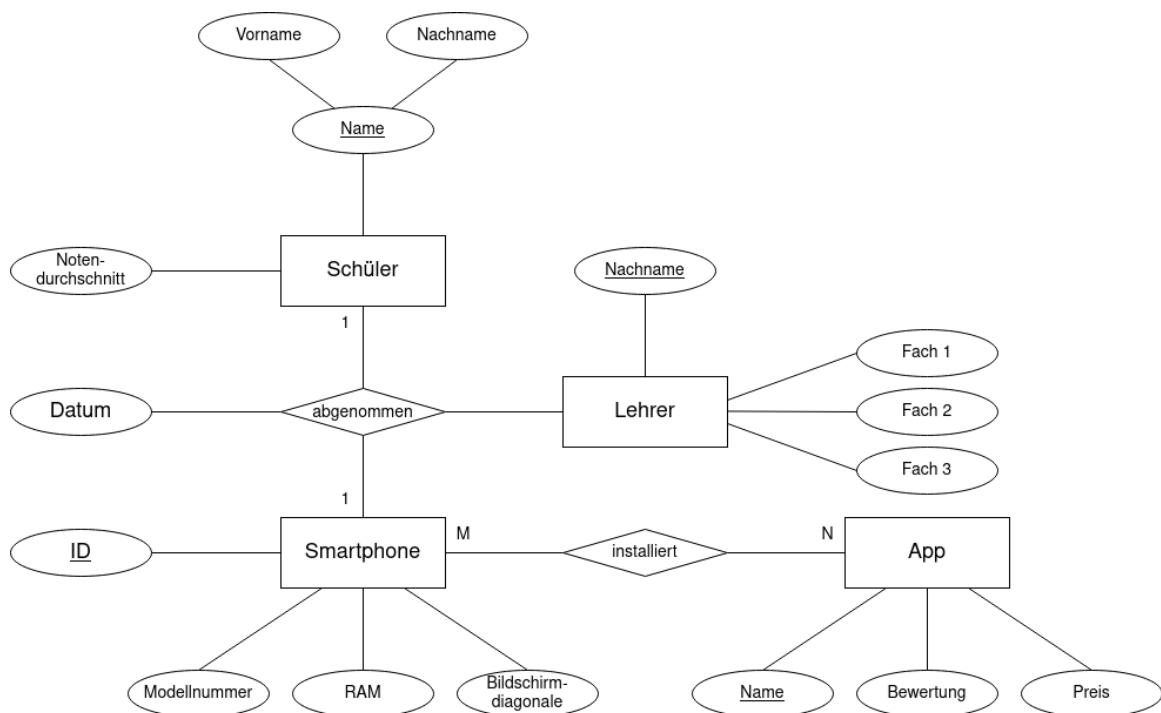 Vorname
Nachname
Name
Noten-
durchschnitt
Schüler
Nachname
1
Fach 1
Datum
abgenommen
Lehrer
Fach 2
Fach 3
1
M
N
ID
Smartphone
installiert
App
Modellnummer
RAM
Bildschirm-
diagonale
Name
Bewertung
Preis